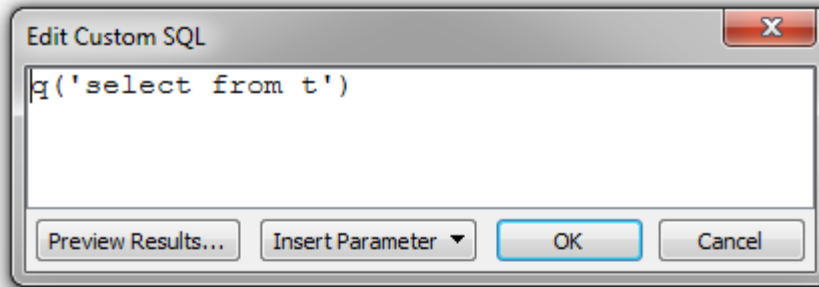 Edit Custom SQL
q('select from t')
Preview Results... Insert Parameter OK Cancel